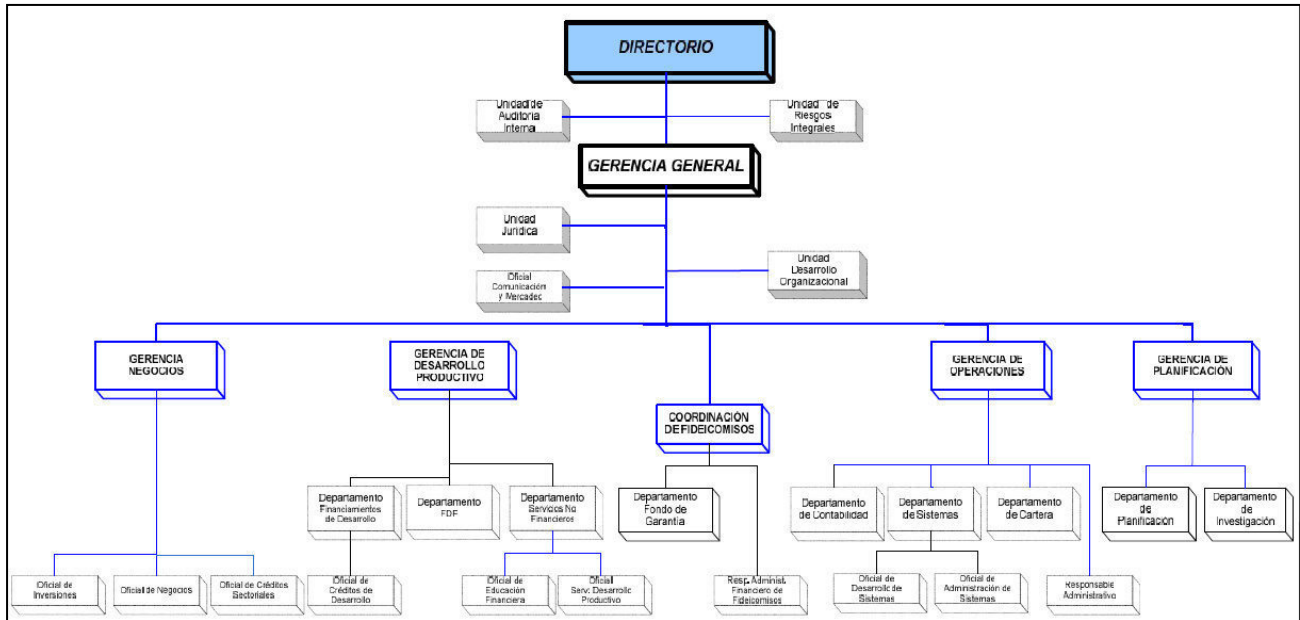 DIRECTORIO
Unidad de
Auditoria
Interna
Unidad de
Riesgos
Integrales
GERENCIA GENERAL
Unidad
Jurídica
Oficial
Comunicación
y Mercadeo
Unidad
Desarrollo
Organizacional
GERENCIA
NEGOCIOS
GERENCIA DE
DESARROLLO
PRODUCTIVO
COORDINACIÓN
DE FIDEICOMISOS
GERENCIA DE
OPERACIONES
GERENCIA DE
PLANIFICACIÓN
Departamento
Financiamientos
de Desarrollo
Departamento
Departamento
Servicios No
Financieros
Departamento
Fondo de
Garantía
Departamento
de Contabilidad
Departamento
de Sistemas
Departamento
de Cartera
Departamento
de
Planificación
Departamento
de
Investigación
Oficial de
Inversiones
Oficial de Negocios
Oficial de Créditos
Sectoriales
Oficial de
Créditos de
Desarrollo
Oficial de
Educación
Financiera
Oficial
Serv. Desarrollo
Productivo
Resp. Administ.
Financiero de
Fideicomisos
Oficial de
Desarrollo de
Sistemas
Oficial de
Administración de
Sistemas
Responsable
Administrativo